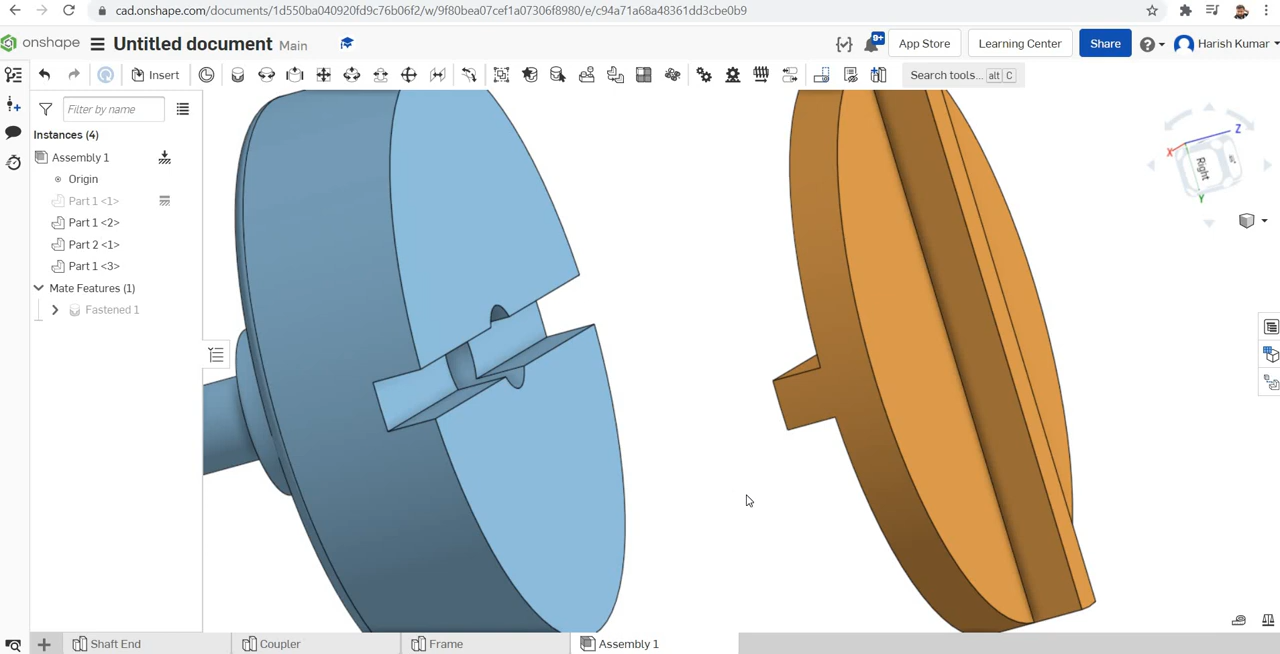 cad.onshape.com/documents/1d550ba040920fd9c76b06f2/w/9f80bea07cef1a07306f8980/e/c94a71a68a48361dd3cbe0b9
onshape Untitled document Main 9+ App Store Learning Center Share Harish Kumar
Insert Search tools... alt C
Filter by name
Instances (4)
Assembly 1
Origin
Part 1 <1>
Part 1 <2>
Part 2 <1>
Part 1 <3>
Mate Features (1)
Fastened 1
Z
X
Right
Y
Shaft End Coupler Frame Assembly 1